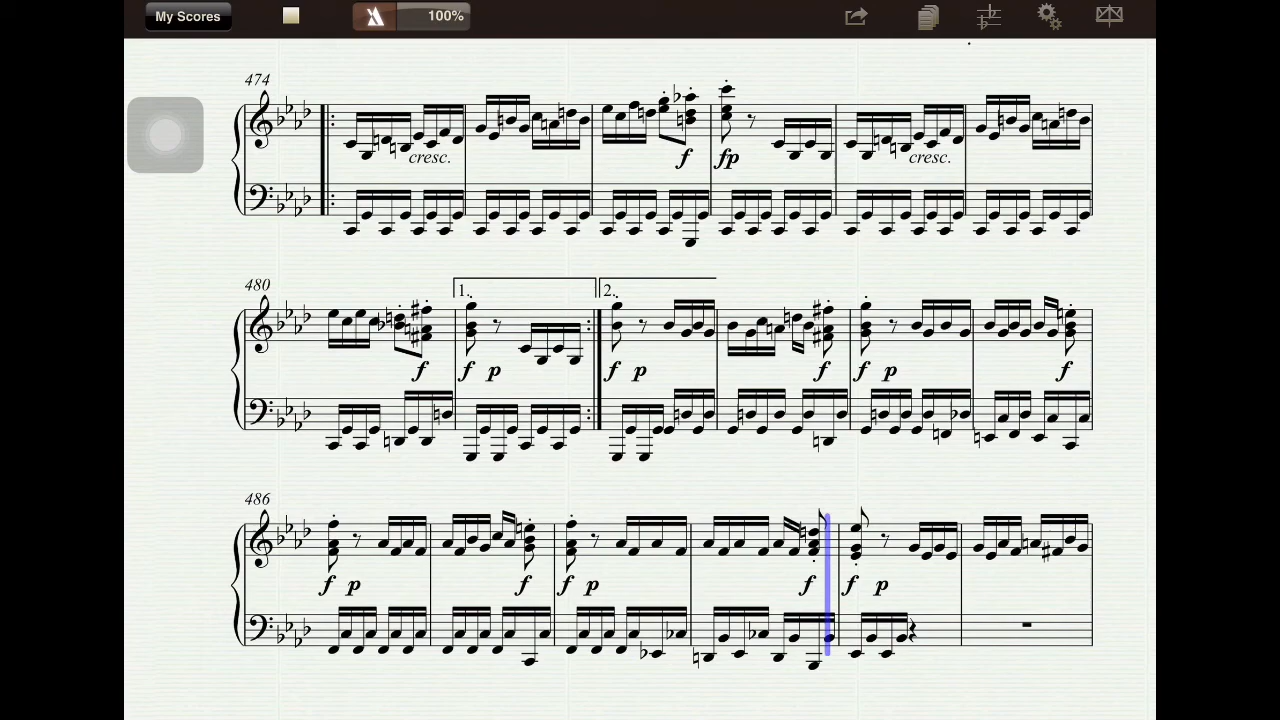 My Scores 100%
474
cresc. f fp cresc.
480
1. 2.
f f p f p f f p f
486
f p f f p f f p